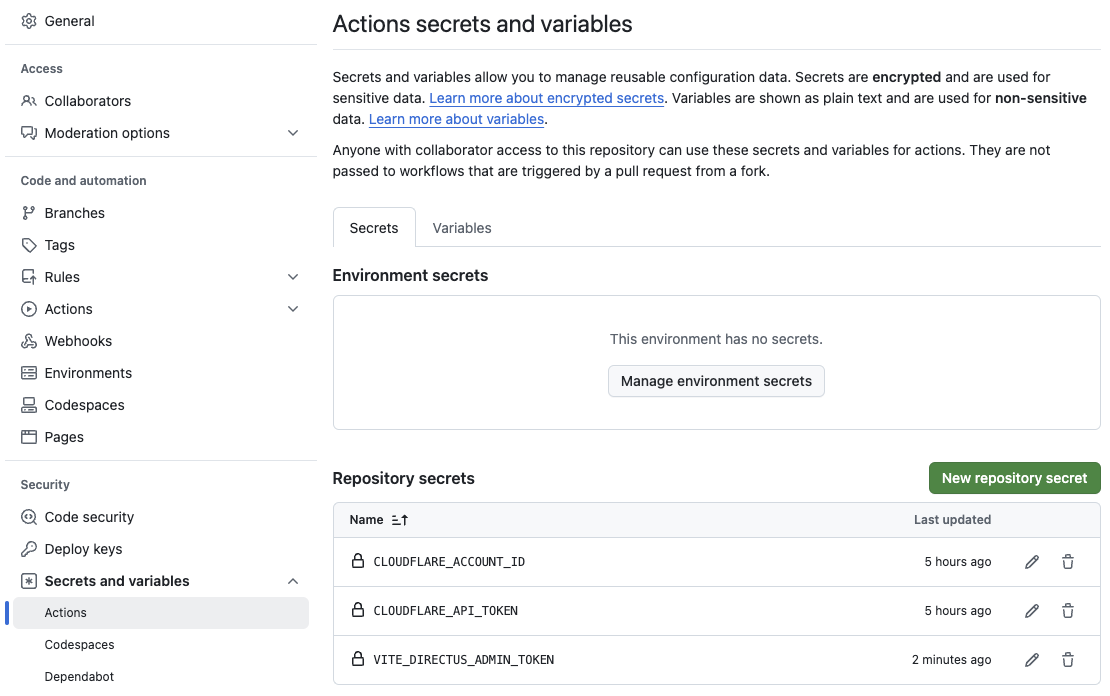 General
Access
Collaborators
Moderation options
Code and automation
Branches
Tags
Rules
Actions
Webhooks
Environments
Codespaces
Pages
Security
Code security
Deploy keys
Secrets and variables
Actions
Codespaces
Dependabot
Actions secrets and variables
Secrets and variables allow you to manage reusable configuration data. Secrets are encrypted and are used for
sensitive data. Learn more about encrypted secrets. Variables are shown as plain text and are used for non-sensitive
data. Learn more about variables.
Anyone with collaborator access to this repository can use these secrets and variables for actions. They are not
passed to workflows that are triggered by a pull request from a fork.
Secrets Variables
Environment secrets
This environment has no secrets.
Manage environment secrets
Repository secrets New repository secret
Name Last updated
CLOUDFLARE_ACCOUNT_ID 5 hours ago
CLOUDFLARE_API_TOKEN 5 hours ago
VITE_DIRECTUS_ADMIN_TOKEN 2 minutes ago